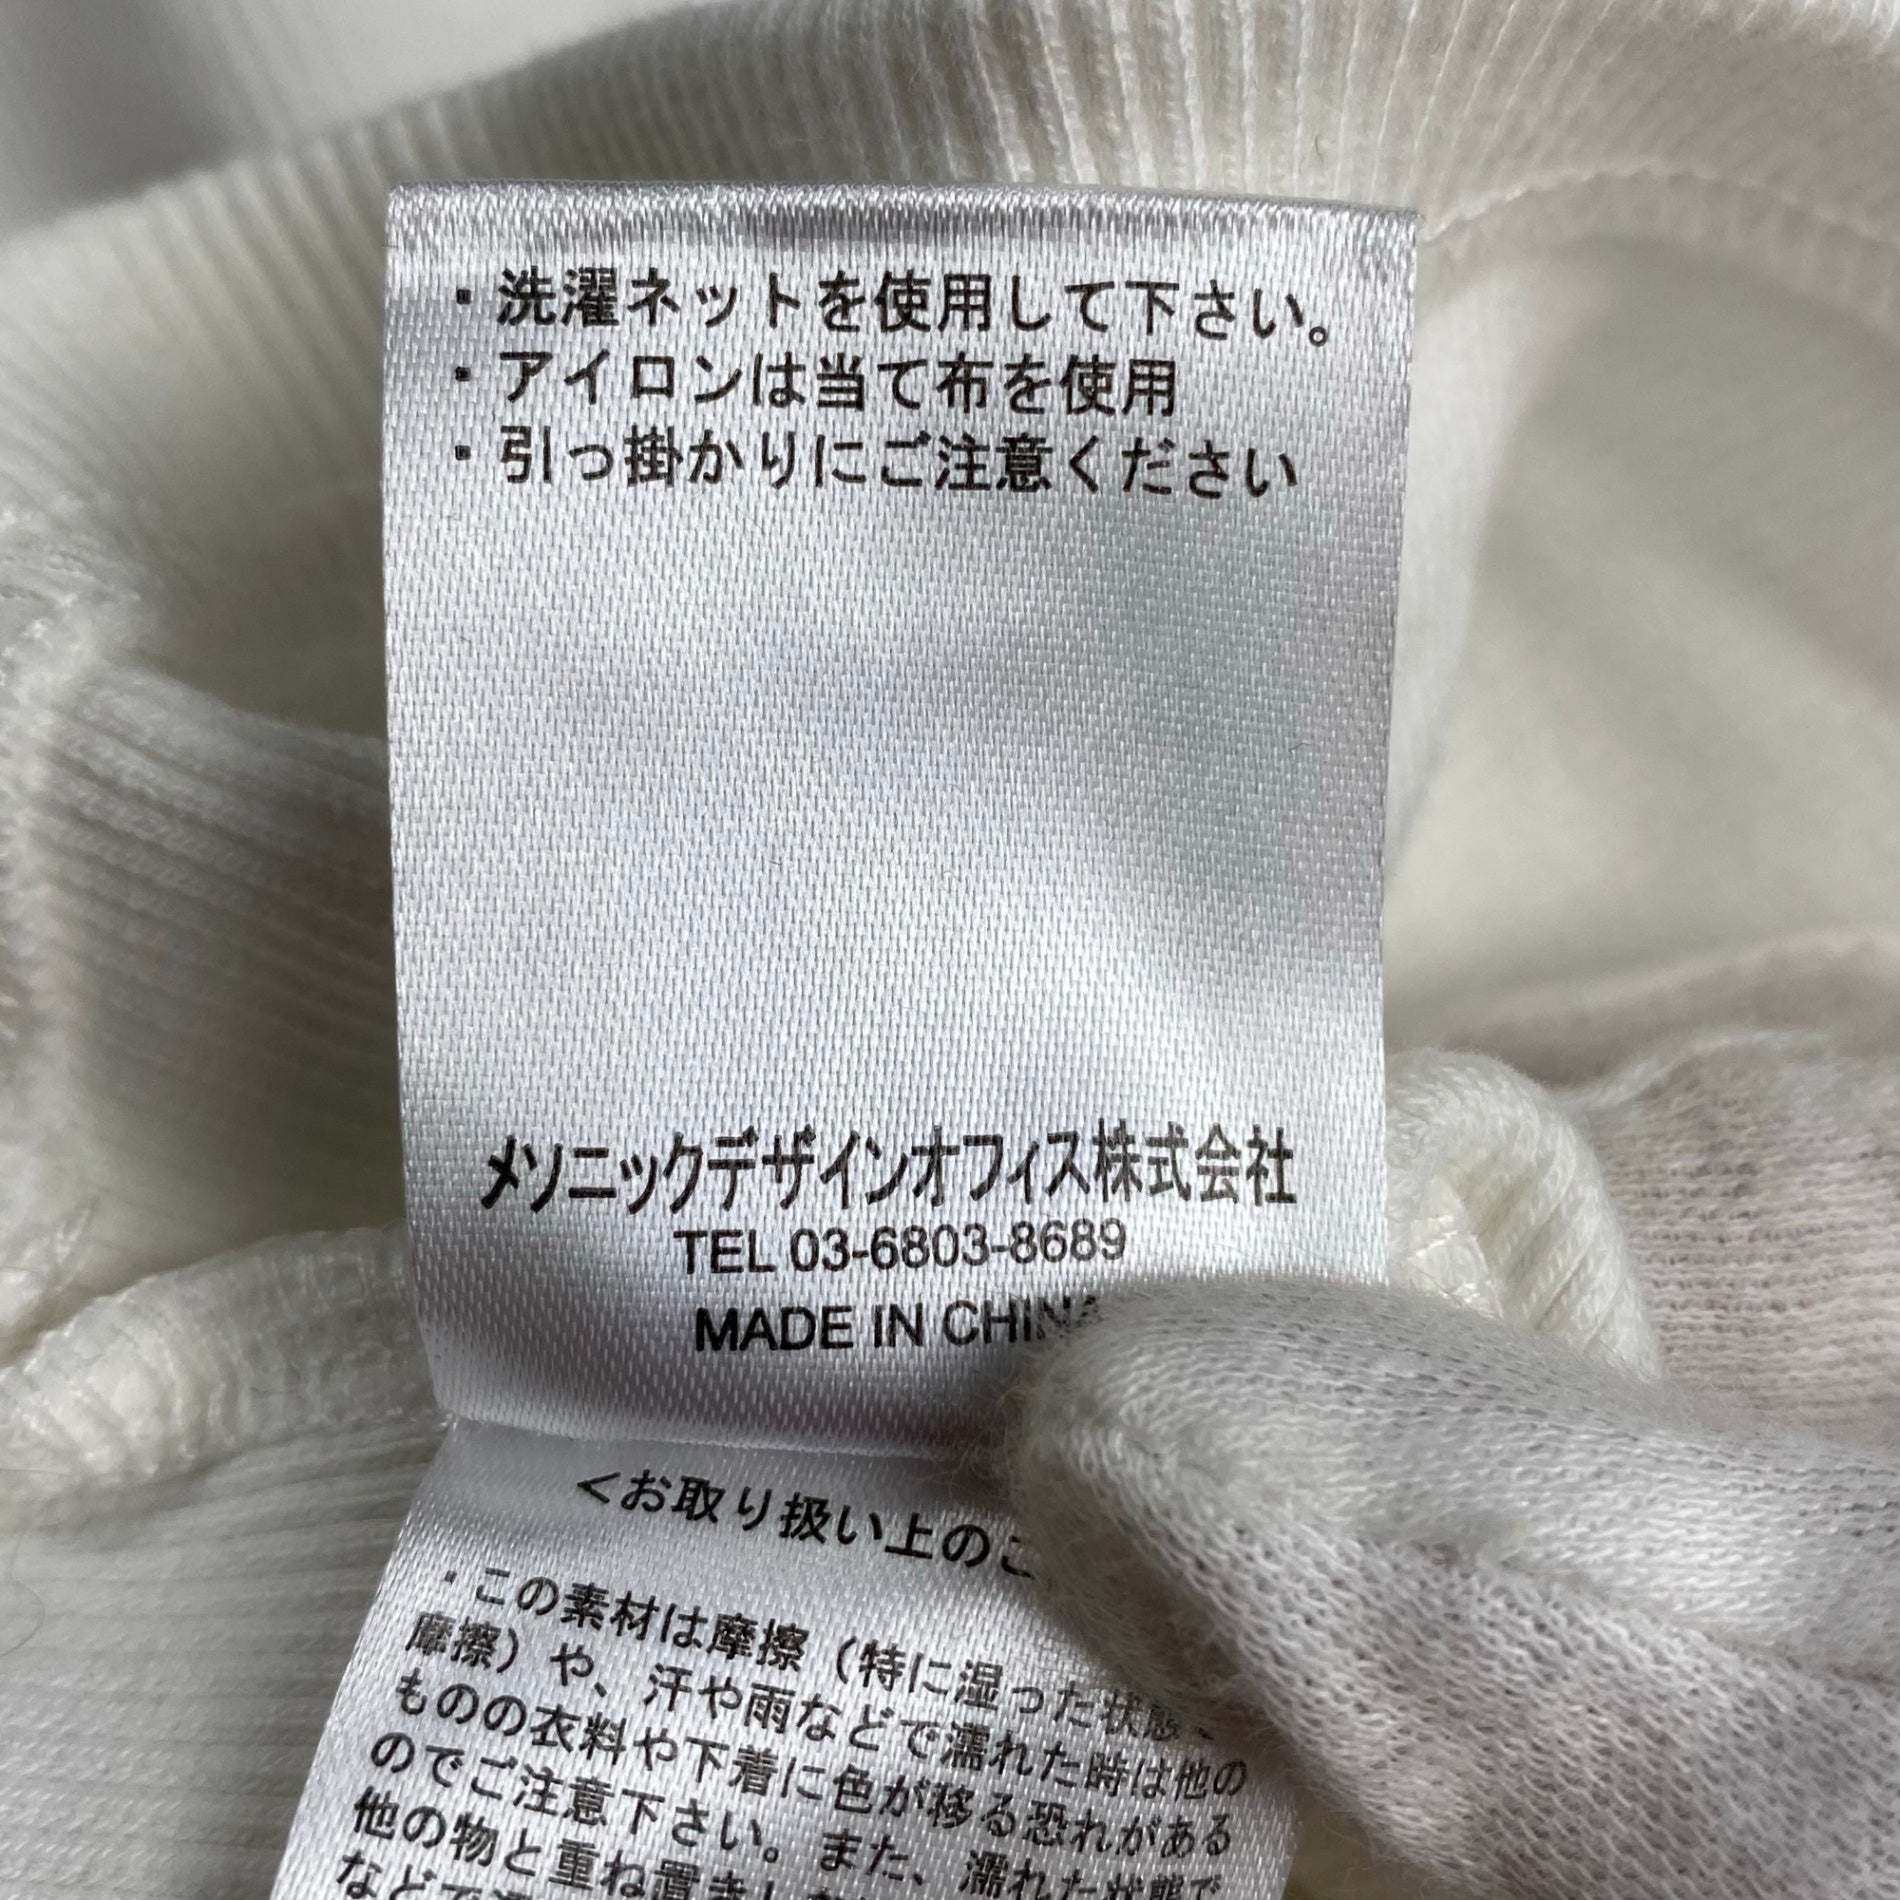 ・洗濯ネットを使用して下さい。
・アイロンは当て布を使用
・引っ掛かりにご注意ください
メソニックデザインオフィス株式会社
TEL 03-6803-8689
MADE IN CHINA
<お取り扱い上のご
・この素材は摩擦（特に湿った状態で
摩擦）や、汗や雨などで濡れた時は他の
ものの衣料や下着に色が移る恐れがある
のでご注意下さい。また、濡れた状態で
他の物と重ね置き
などで